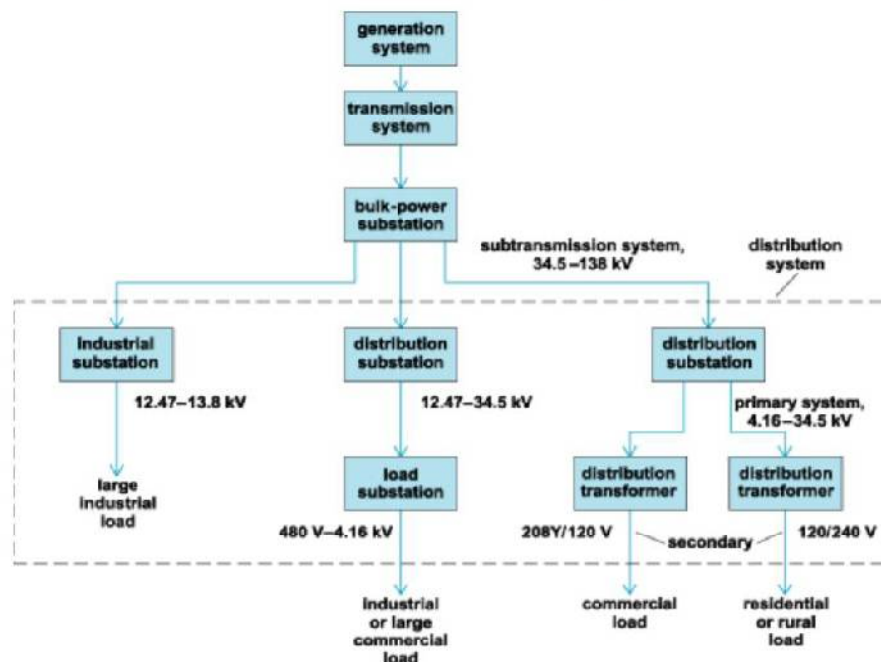 generation
system
transmission
system
bulk-power
substation
subtransmission system,
34.5–138 kV
distribution
system
industrial
substation
distribution
substation
distribution
substation
12.47–13.8 kV
12.47–34.5 kV
primary system,
4.16–34.5 kV
large
industrial
load
load
substation
distribution
transformer
distribution
transformer
480 V–4.16 kV
208Y/120 V
secondary
120/240 V
industrial
or large
commercial
load
commercial
load
residential
or rural
load